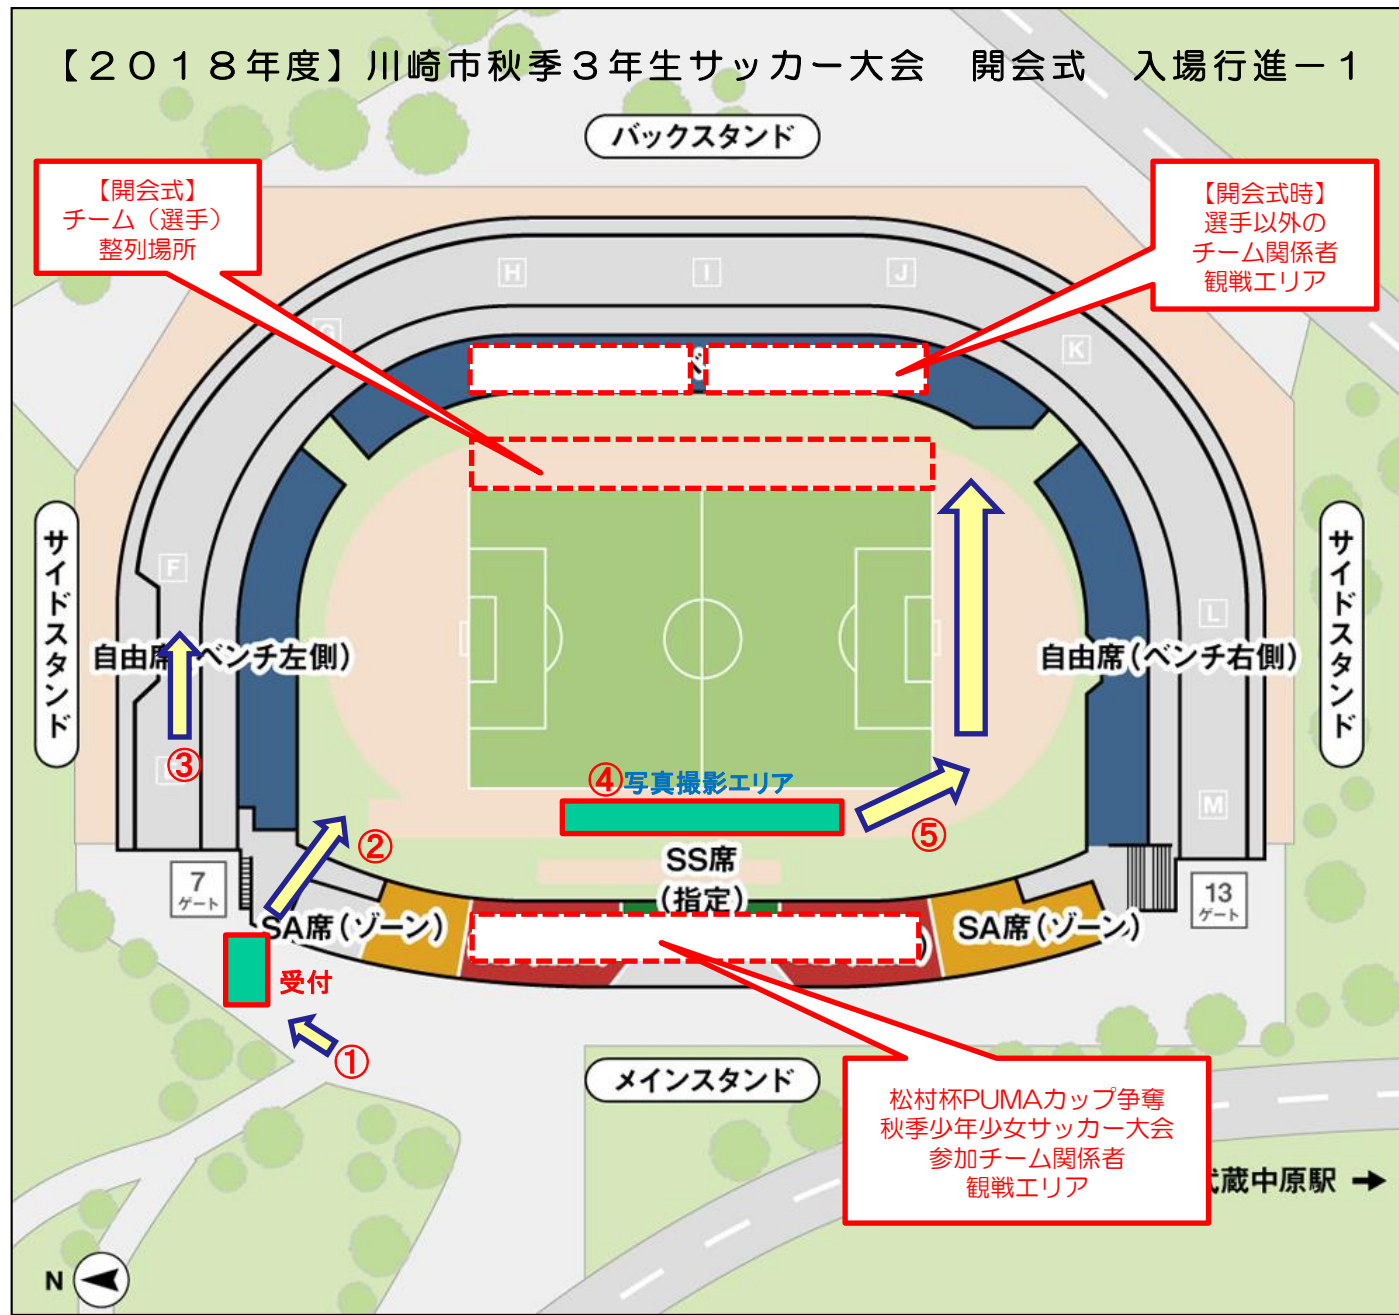 【２０１８年度】川崎市秋季３年生サッカー大会　開会式　入場行進－１
バックスタンド
【開会式】
チーム（選手）
整列場所
【開会式時】
選手以外の
チーム関係者
観戦エリア
H
I
J
G
K
F
L
M
サイドスタンド
サイドスタンド
自由席（ベンチ左側）
自由席（ベンチ右側）
③
④写真撮影エリア
②
⑤
SS席
（指定）
7
ゲート
13
ゲート
SA席（ゾーン）
SA席（ゾーン）
受付
①
メインスタンド
松村杯PUMAカップ争奪
秋季少年少女サッカー大会
参加チーム関係者
観戦エリア
蔵中原駅 →
N